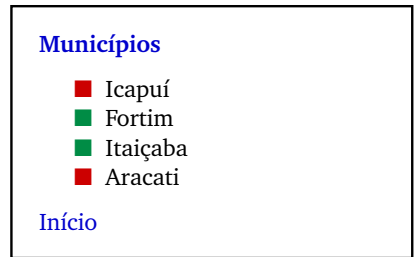 Municípios
Icapuí
Fortim
Itaiçaba
Aracati
Início